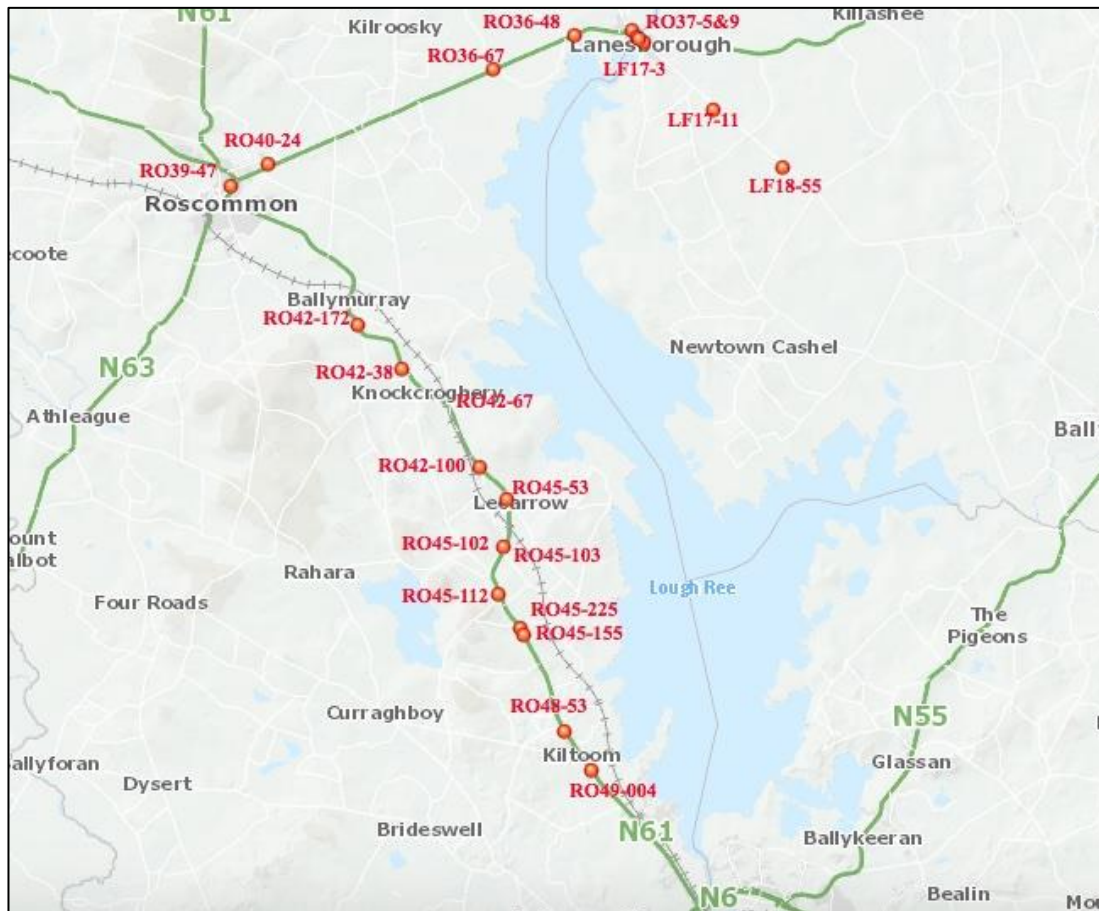 N61
Kilroosky
RO36-48
RO37-5&9
Killashee
Lanesborough
RO36-67
LF17-3
LF17-11
RO40-24
RO39-47
LF18-55
Roscommon
ecoote
Ballymurray
RO42-172
Newtown Cashel
N63
RO42-38
Knockcroghery
RO42-67
Athleague
Ball
RO42-100
RO45-53
Lecarrow
ount
albot
RO45-102
RO45-103
Rahara
Lough Ree
RO45-112
Four Roads
RO45-225
The
Pigeons
RO45-155
RO48-53
Curraghboy
N55
Kiltoom
allyforan
Dysert
Glassan
RO49-004
Brideswell
N61
Ballykeeran
N6
Bealin
Mo